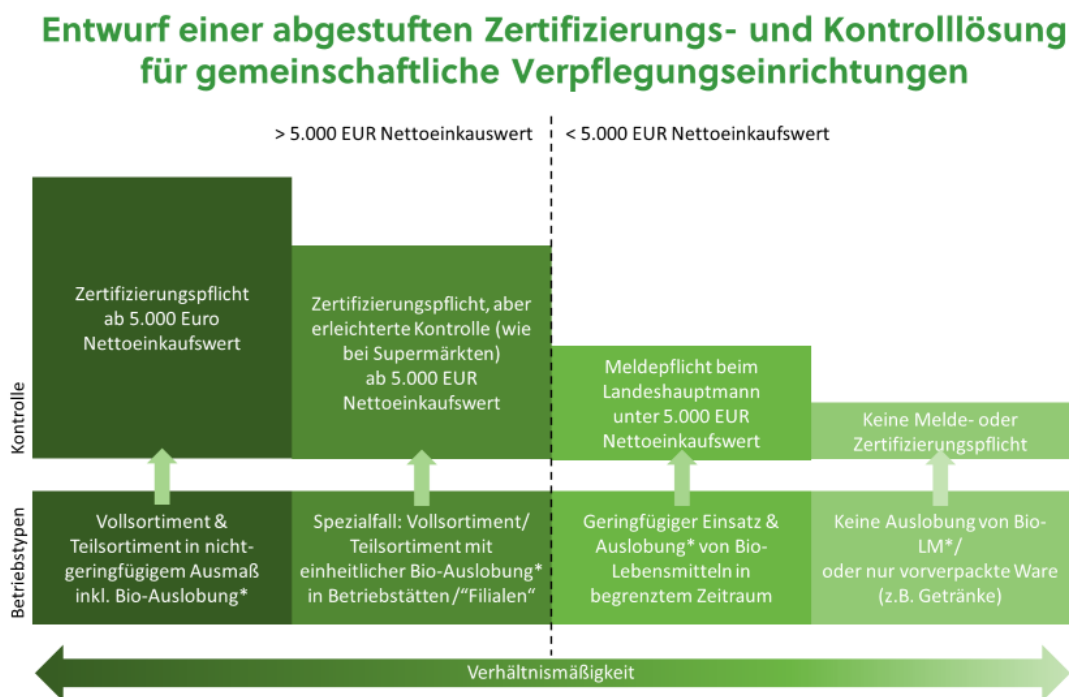 Entwurf einer abgestuften Zertifizierungs- und Kontrolllösung
für gemeinschaftliche Verpflegungseinrichtungen
> 5.000 EUR Nettoeinkauswert
< 5.000 EUR Nettoeinkaufswert
Kontrolle
Zertifizierungspflicht
ab 5.000 Euro
Nettoeinkaufswert
Zertifizierungspflicht, aber
erleichterte Kontrolle (wie
bei Supermärkten)
ab 5.000 EUR
Nettoeinkaufswert
Meldepflicht beim
Landeshauptmann
unter 5.000 EUR
Nettoeinkaufswert
Keine Melde- oder
Zertifizierungspflicht
Betriebstypen
Vollsortiment &
Teilsortiment in nicht-
geringfügigem Ausmaß
inkl. Bio-Auslobung*
Spezialfall: Vollsortiment/
Teilsortiment mit
einheitlicher Bio-Auslobung*
in Betriebstätten/“Filialen“
Geringfügiger Einsatz &
Auslobung* von Bio-
Lebensmitteln in
begrenztem Zeitraum
Keine Auslobung von Bio-
LM*/
oder nur vorverpackte Ware
(z.B. Getränke)
Verhältnismäßigkeit